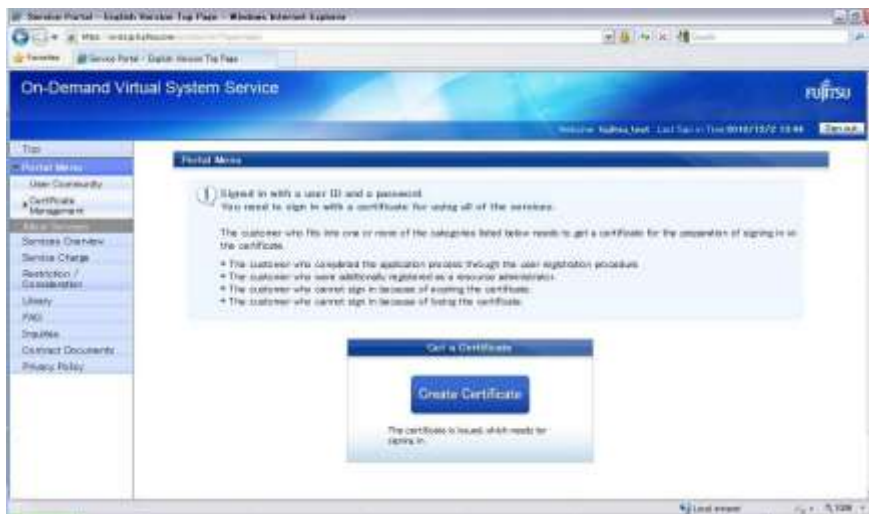 Service Portal - English Version Top Page - Windows Internet Explorer
Favorites
Service Portal - English Version Top Page
On-Demand Virtual System Service
FUJITSU
Welcome fujitsu_test Last Sign in Time Sign out
Top
Portal Menu
Portal Menu
User Community
Certificate
Management
Services Overview
Service Charge
Restriction /
Consideration
Library
FAQ
Inquiries
Contract Documents
Privacy Policy
Signed in with a user ID and a password.
You need to sign in with a certificate for using all of the services.
The customer who fits into one or more of the categories listed below needs to get a certificate for the preparation of signing in with
the certificate.
* The customer who completed the application process through the user registration procedure.
* The customer who were additionally registered as a resource administrator.
* The customer who cannot sign in because of expiring the certificate.
* The customer who cannot sign in because of losing the certificate.
Get a Certificate
Create Certificate
The certificate is issued, which needs for
signing in.
Local intranet